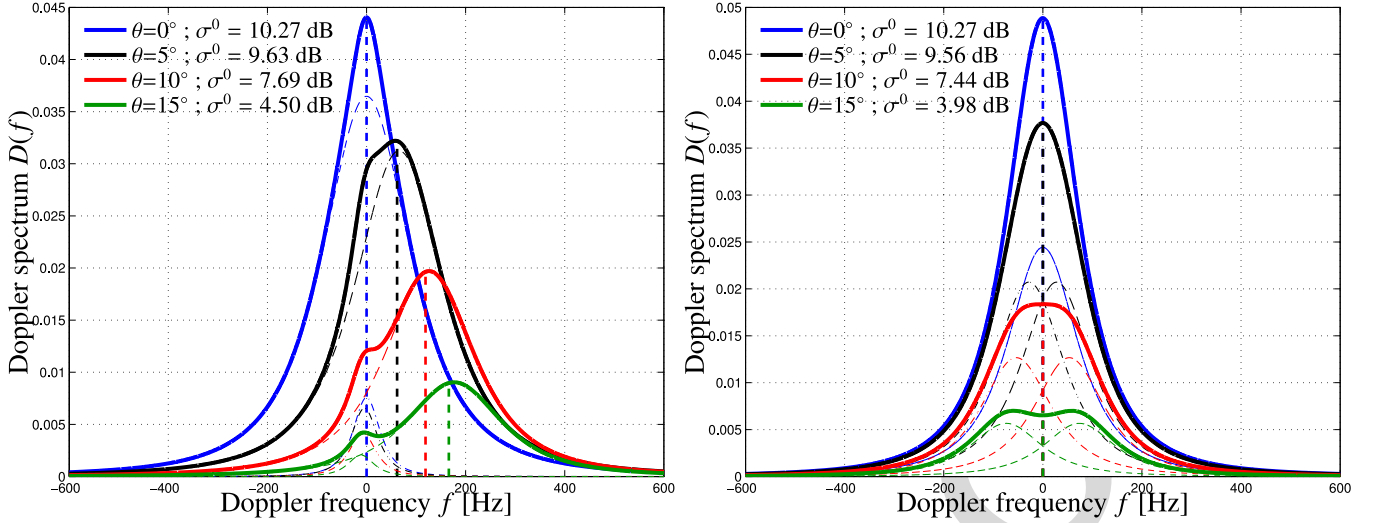 θ=0° ; σ⁰ = 10.27 dB
θ=5° ; σ⁰ = 9.63 dB
θ=10° ; σ⁰ = 7.69 dB
θ=15° ; σ⁰ = 4.50 dB
Doppler spectrum D(f)
0.045
0.04
0.035
0.03
0.025
0.02
0.015
0.01
0.005
0
−600
−400
−200
0
200
400
600
Doppler frequency f [Hz]
θ=0° ; σ⁰ = 10.27 dB
θ=5° ; σ⁰ = 9.56 dB
θ=10° ; σ⁰ = 7.44 dB
θ=15° ; σ⁰ = 3.98 dB
Doppler spectrum D(f)
0.05
0.045
0.04
0.035
0.03
0.025
0.02
0.015
0.01
0.005
0
−600
−400
−200
0
200
400
600
Doppler frequency f [Hz]